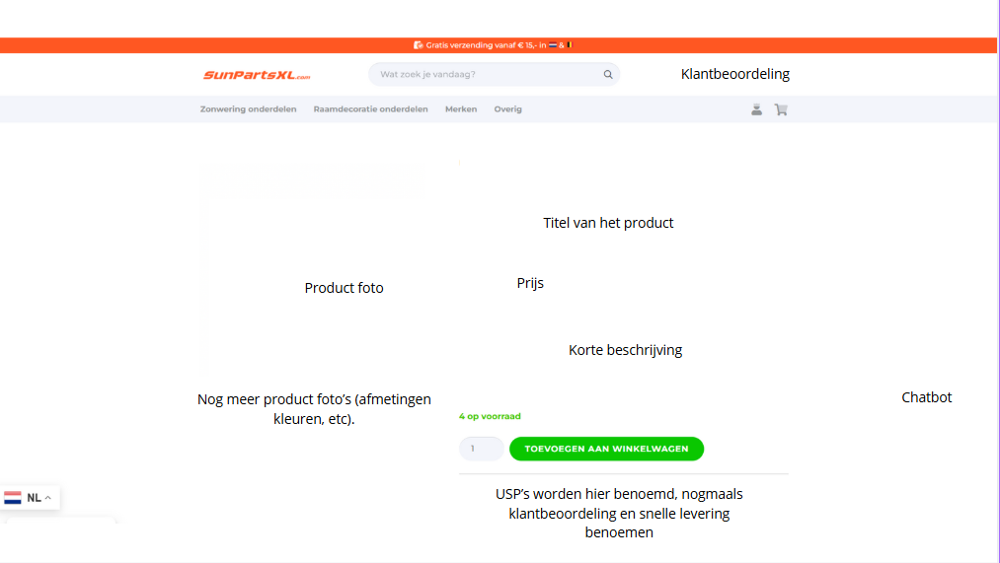 Gratis verzending vanaf € 15,- in 🇳🇱 & 🇧🇪
SunPartsXL.com
Wat zoek je vandaag?
Klantbeoordeling
Zonwering onderdelen Raamdecoratie onderdelen Merken Overig
Titel van het product
Product foto
Prijs
Korte beschrijving
Nog meer product foto’s (afmetingen
kleuren, etc).
Chatbot
4 op voorraad
1 TOEVOEGEN AAN WINKELWAGEN
NL
USP’s worden hier benoemd, nogmaals
klantbeoordeling en snelle levering
benoemen